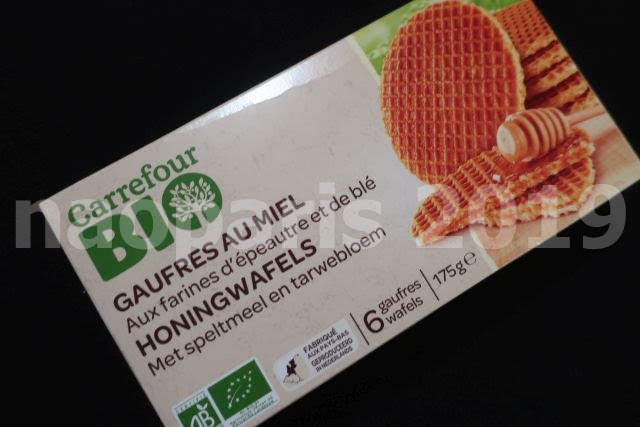 Carrefour
BIO
GAUFRES AU MIEL
Aux farines d'épeautre et de blé
HONINGWAFELS
Met speltmeel en tarwebloem
6 gaufres
wafels
175g e
FABRIQUÉ
AUX PAYS-BAS
GEPRODUCEERD
IN NEDERLANDS
AB
naoparis 2019